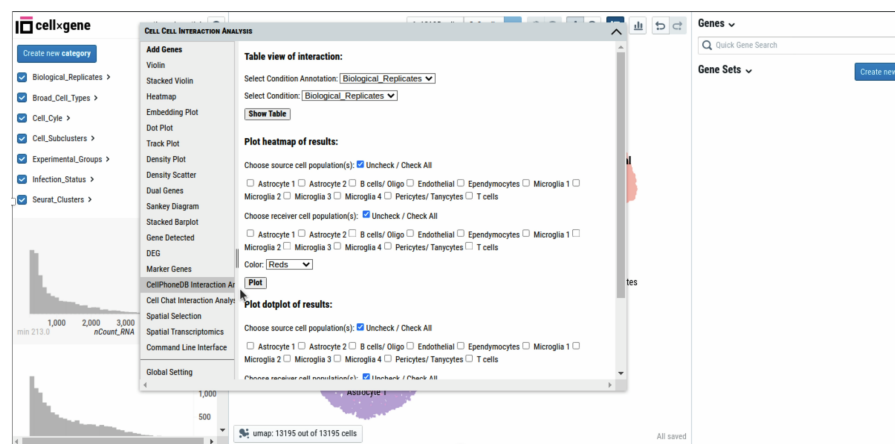 cell×gene
Create new category
Biological_Replicates
Broad_Cell_Types
Cell_Cyle
Cell_Subclusters
Experimental_Groups
Infection_Status
Seurat_Clusters
1,000 2,000 3,000
min 213.0 nCount_RNA
1,000
500
CELL CELL INTERACTION ANALYSIS
Add Genes
Violin
Stacked Violin
Heatmap
Embedding Plot
Dot Plot
Track Plot
Density Plot
Density Scatter
Dual Genes
Sankey Diagram
Stacked Barplot
Gene Detected
DEG
Marker Genes
CellPhoneDB Interaction Ar
Cell Chat Interaction Analys
Spatial Selection
Spatial Transcriptomics
Command Line Interface
Global Setting
Table view of interaction:
Select Condition Annotation: Biological_Replicates
Select Condition: Biological_Replicates
Show Table
Plot heatmap of results:
Choose source cell population(s): Uncheck / Check All
Astrocyte 1 Astrocyte 2 B cells/ Oligo Endothelial Ependymocytes Microglia 1
Microglia 2 Microglia 3 Microglia 4 Pericytes/ Tanycytes T cells
Choose receiver cell population(s): Uncheck / Check All
Astrocyte 1 Astrocyte 2 B cells/ Oligo Endothelial Ependymocytes Microglia 1
Microglia 2 Microglia 3 Microglia 4 Pericytes/ Tanycytes T cells
Color: Reds
Plot
Plot dotplot of results:
Choose source cell population(s): Uncheck / Check All
Astrocyte 1 Astrocyte 2 B cells/ Oligo Endothelial Ependymocytes Microglia 1
Microglia 2 Microglia 3 Microglia 4 Pericytes/ Tanycytes T cells
Choose receiver cell population(s): Uncheck / Check All
Astrocyte 1
umap: 13195 out of 13195 cells
tes
All saved
Genes
Quick Gene Search
Gene Sets
Create new